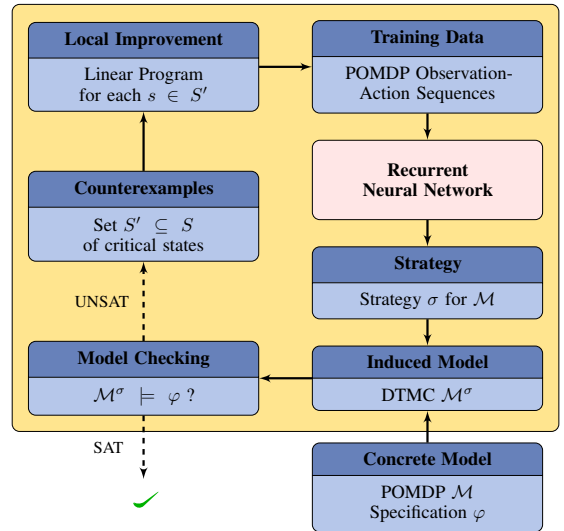 Local Improvement
Linear Program
for each s ∈ S′
Training Data
POMDP Observation-
Action Sequences
Recurrent
Neural Network
Counterexamples
Set S′ ⊆ S
of critical states
Strategy
Strategy σ for ℳ
UNSAT
Model Checking
ℳ^σ ⊨ φ ?
Induced Model
DTMC ℳ^σ
SAT
Concrete Model
POMDP ℳ
Specification φ